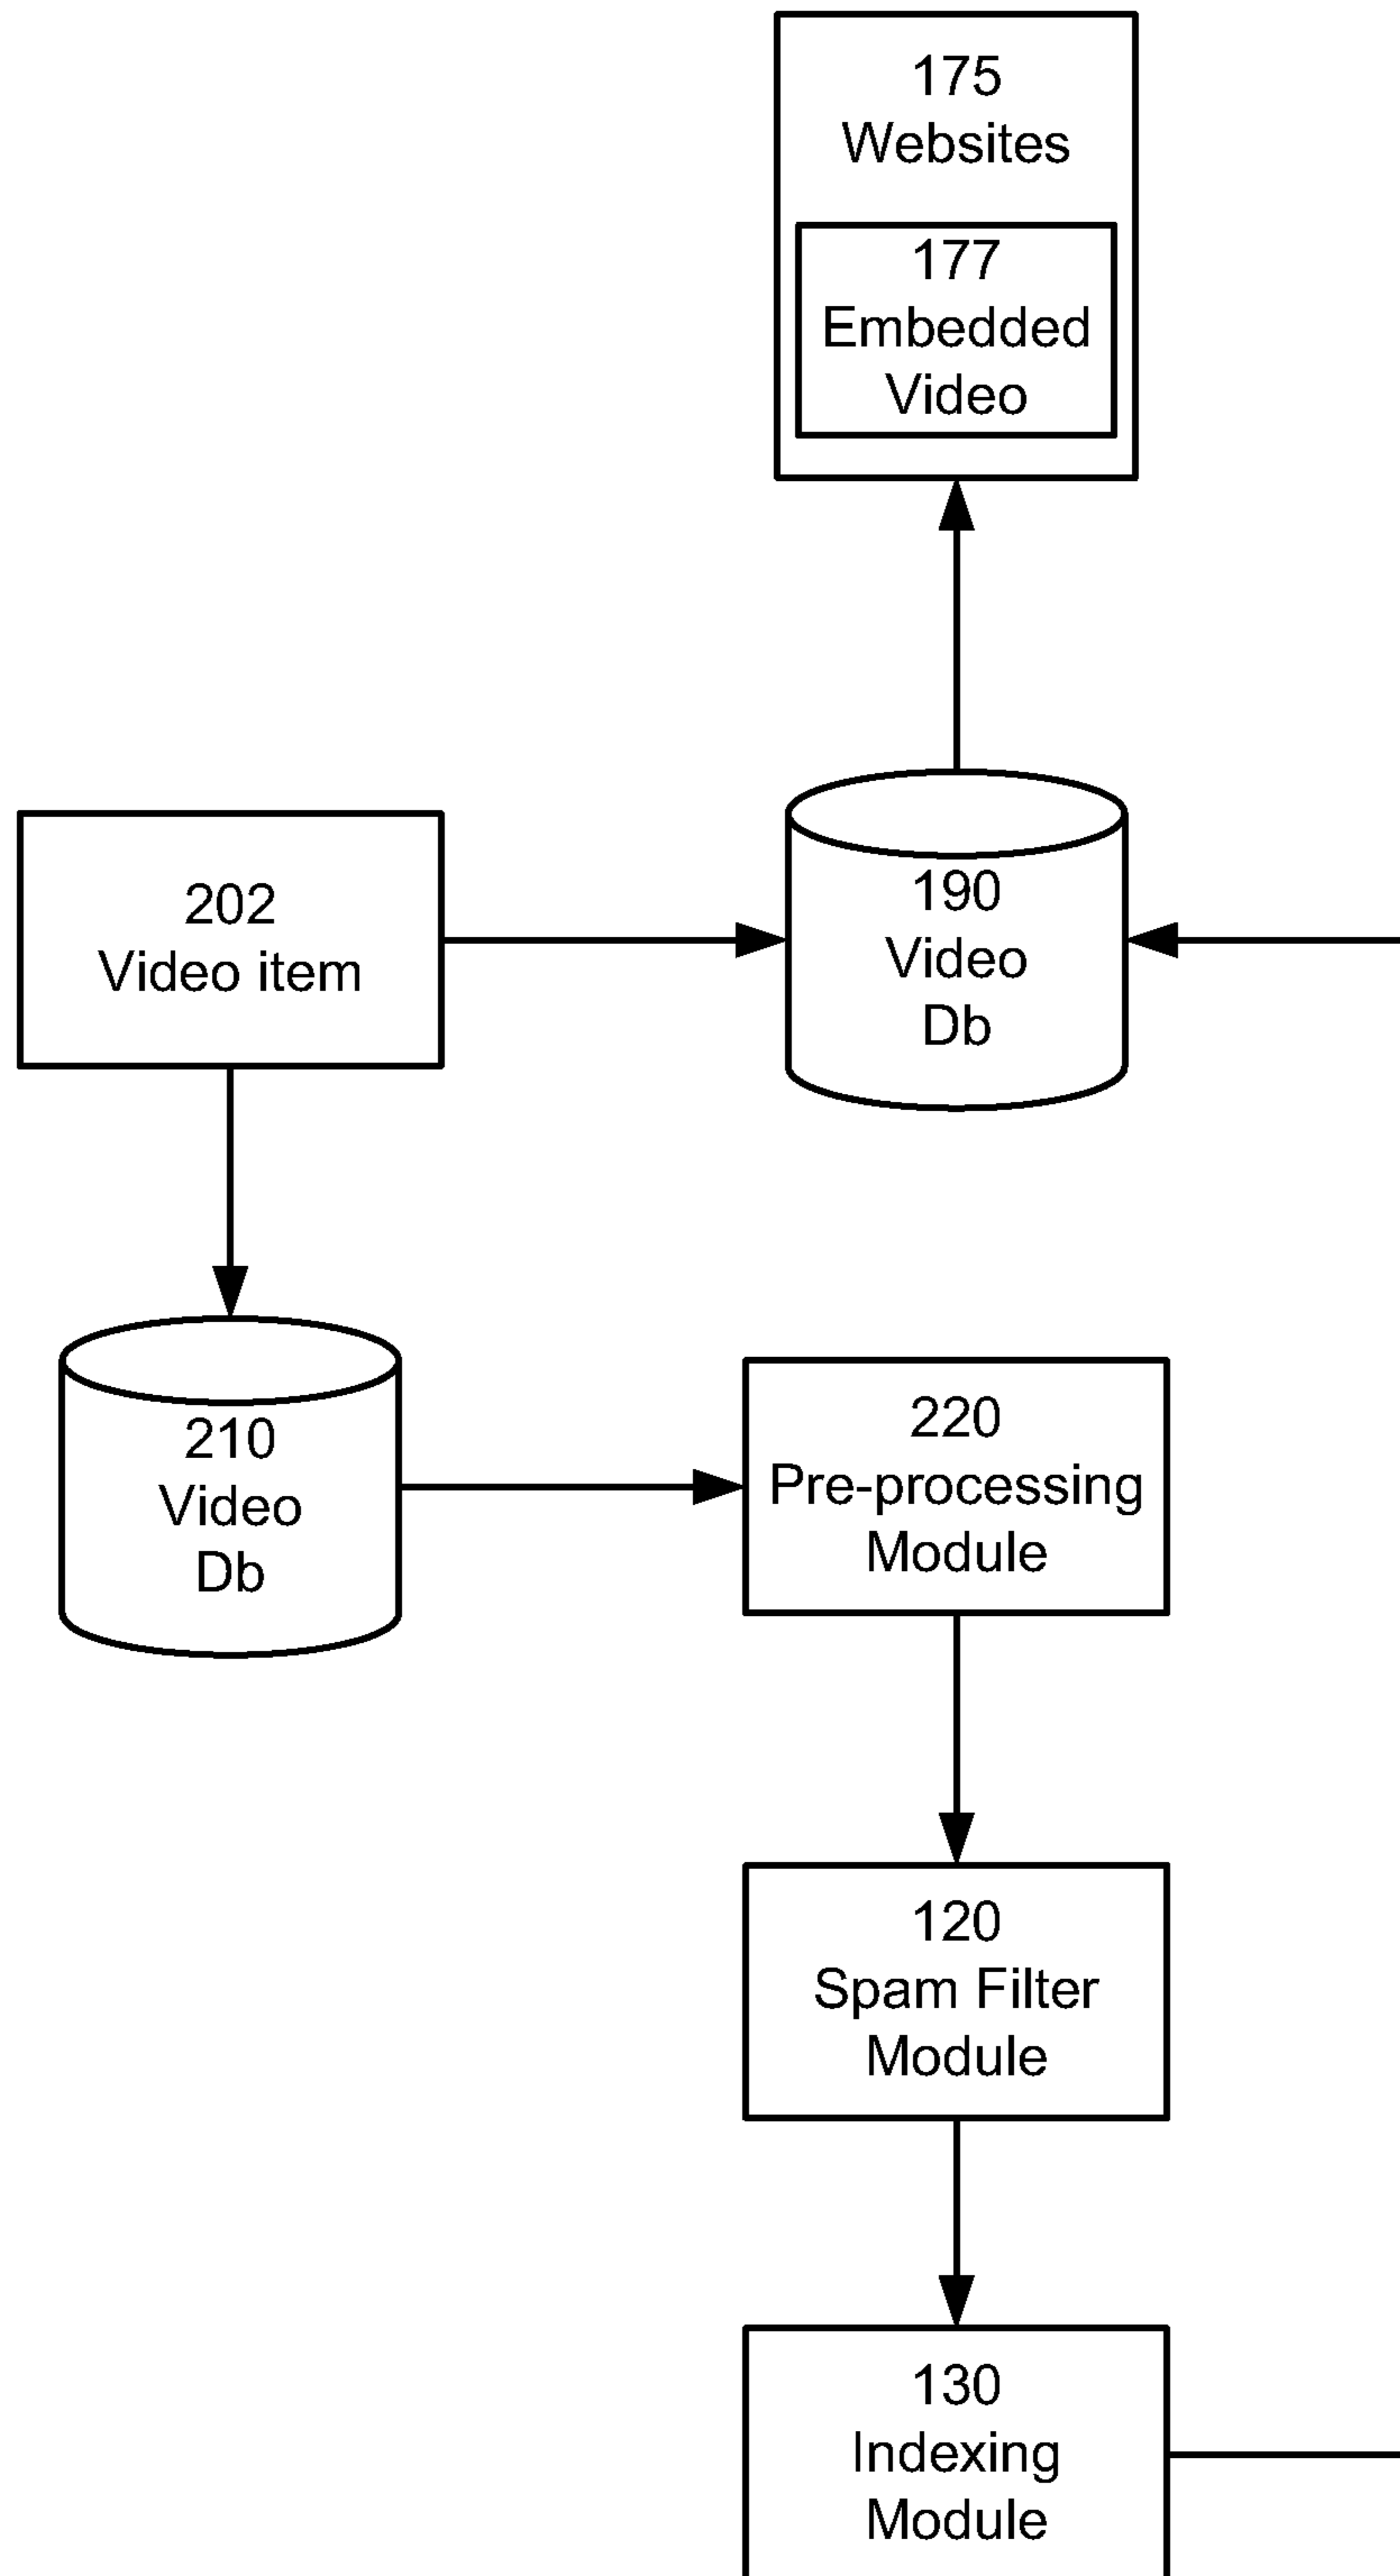 175
Websites
177
Embedded
Video
202
Video item
190
Video
Db
210
Video
Db
220
Pre-processing
Module
120
Spam Filter
Module
130
Indexing
Module